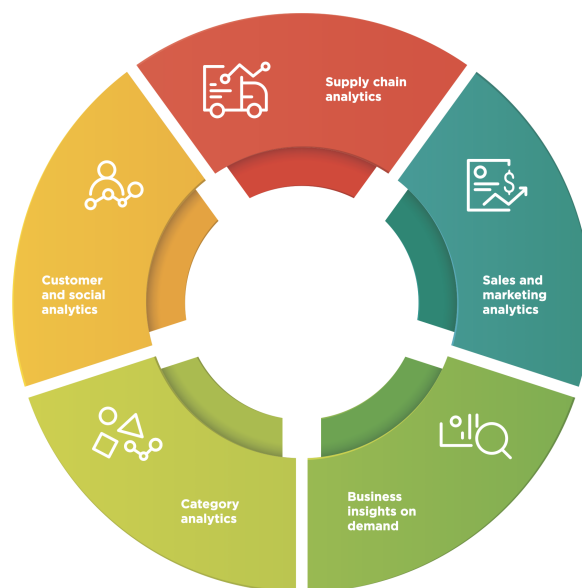 Supply chain
analytics
Sales and
marketing
analytics
Business
insights on
demand
Category
analytics
Customer
and social
analytics
$